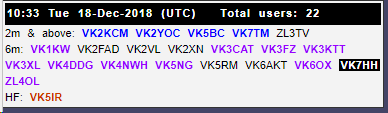 10:33 Tue 18-Dec-2018 (UTC) Total users: 22
2m & above: VK2KCM VK2YOC VK5BC VK7TM ZL3TV
6m: VK1KW VK2FAD VK2VL VK2XN VK3CAT VK3FZ VK3KTT
VK3XL VK4DDG VK4NWH VK5NG VK5RM VK6AKT VK6OX VK7HH
ZL4OL
HF: VK5IR